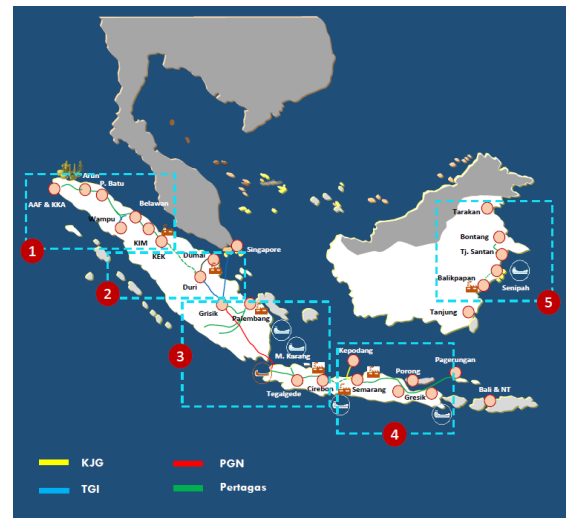 Arun
P. Batu
AAF & KKA
Belawan
Wampu
KIM
KEK
1
Dumai
Singapore
2
Duri
Grisik
Palembang
3
M. Karang
Tegalgede
Cirebon
Kepodang
Semarang
Porong
Gresik
Pagerungan
Bali & NT
4
Tarakan
Bontang
Tj. Santan
Balikpapan
Senipah
Tanjung
5
KJG
PGN
TGI
Pertagas